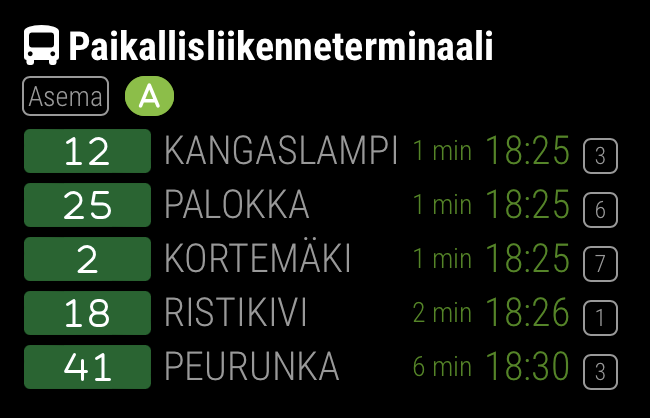 Paikallisliikenneterminaali
Asema A
12 KANGASLAMPI 1 min 18:25 3
25 PALOKKA 1 min 18:25 6
2 KORTEMÄKI 1 min 18:25 7
18 RISTIKIVI 2 min 18:26 1
41 PEURUNKA 6 min 18:30 3